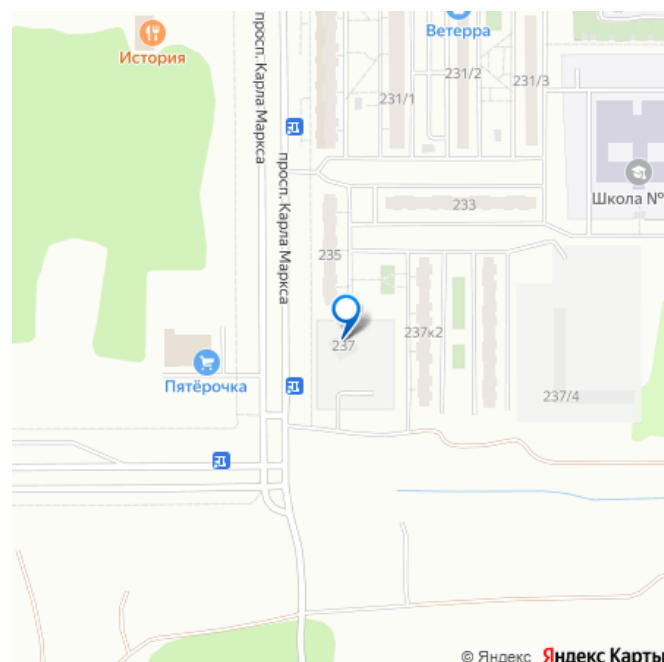 История
Ветерра
231/1
231/2
231/3
просп. Карла Маркса
просп. Карла Маркса
Школа №
233
235
237
237к2
Пятёрочка
237/4
© Яндекс Яндекс Карты